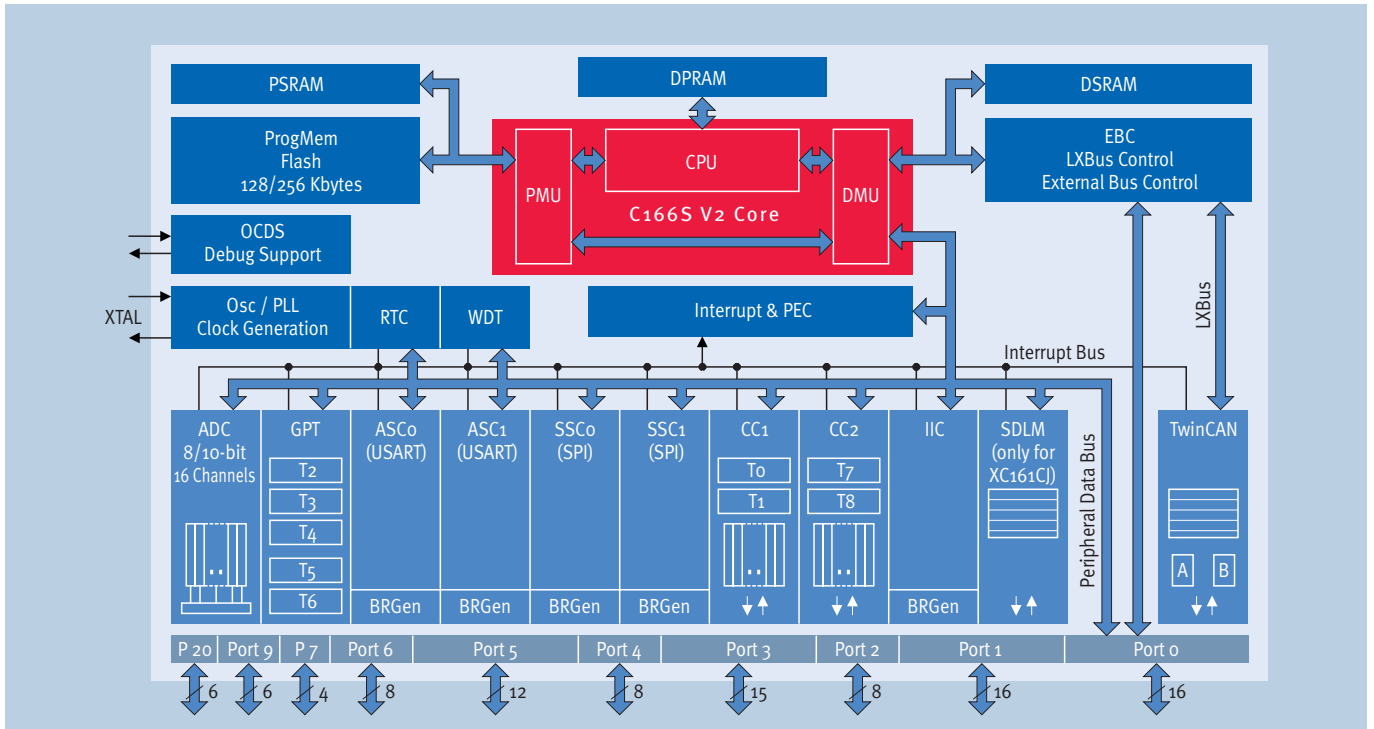 PSRAM
DPRAM
DSRAM
ProgMem
Flash
128/256 Kbytes
PMU
CPU
DMU
C166S V2 Core
EBC
LXBus Control
External Bus Control
OCDS
Debug Support
XTAL
Osc / PLL
Clock Generation
RTC
WDT
Interrupt & PEC
LXBus
Interrupt Bus
ADC
8/10-bit
16 Channels
GPT
T2
T3
T4
T5
T6
ASC0
(USART)
BRGen
ASC1
(USART)
BRGen
SSC0
(SPI)
BRGen
SSC1
(SPI)
BRGen
CC1
T0
T1
CC2
T7
T8
IIC
BRGen
SDLM
(only for
XC161CJ)
Peripheral Data Bus
TwinCAN
A
B
P 20
Port 9
P 7
Port 6
Port 5
Port 4
Port 3
Port 2
Port 1
Port 0
6
6
4
8
12
8
15
8
16
16